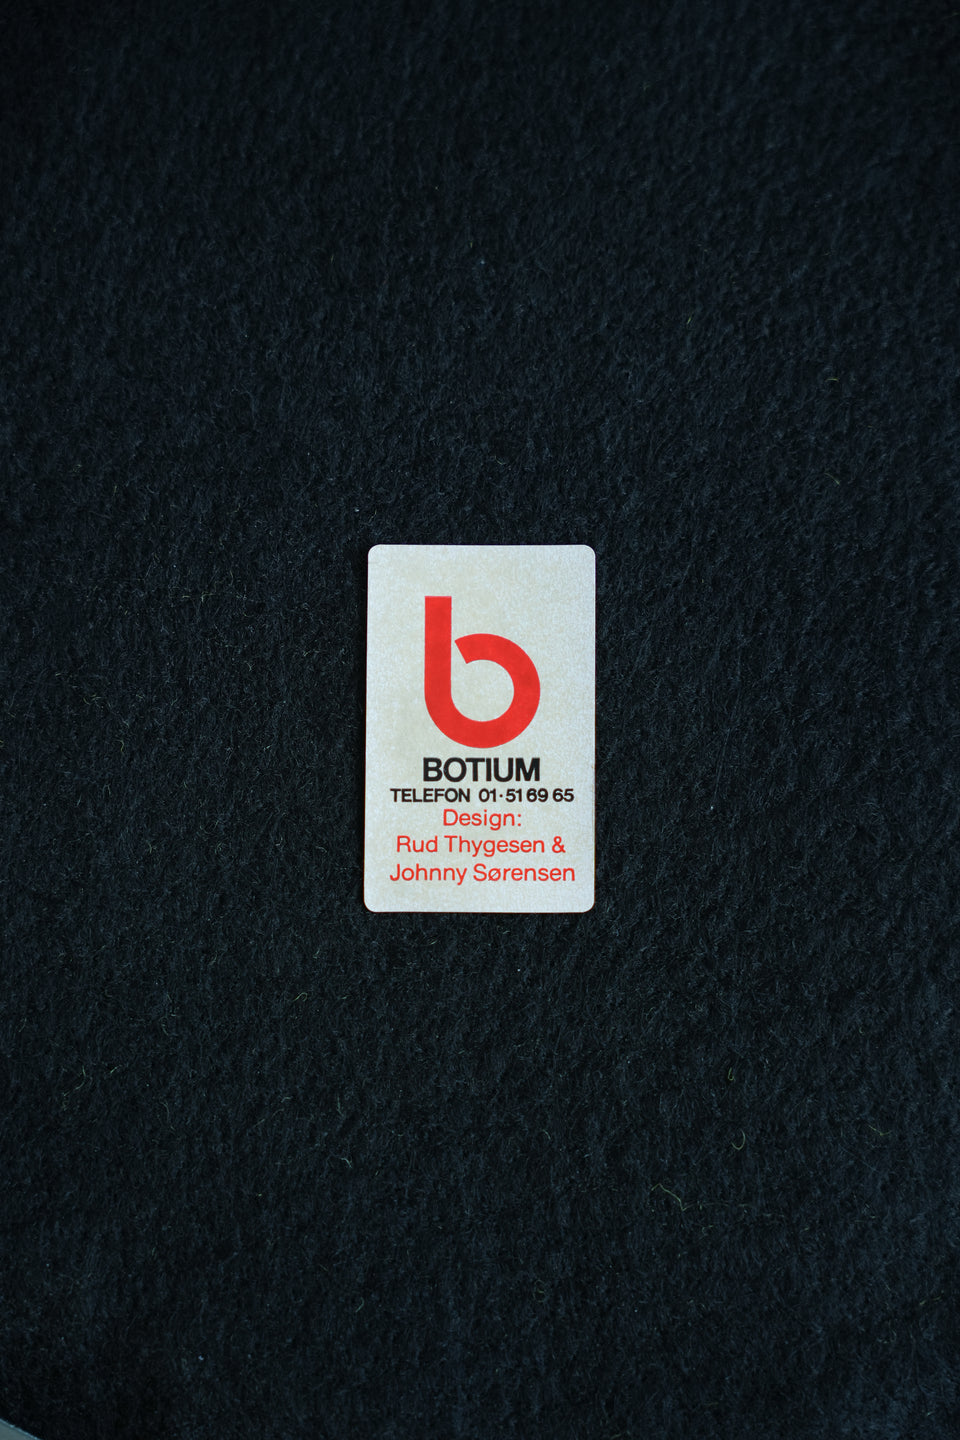 b
BOTIUM
TELEFON 01·51 69 65
Design:
Rud Thygesen &
Johnny Sørensen